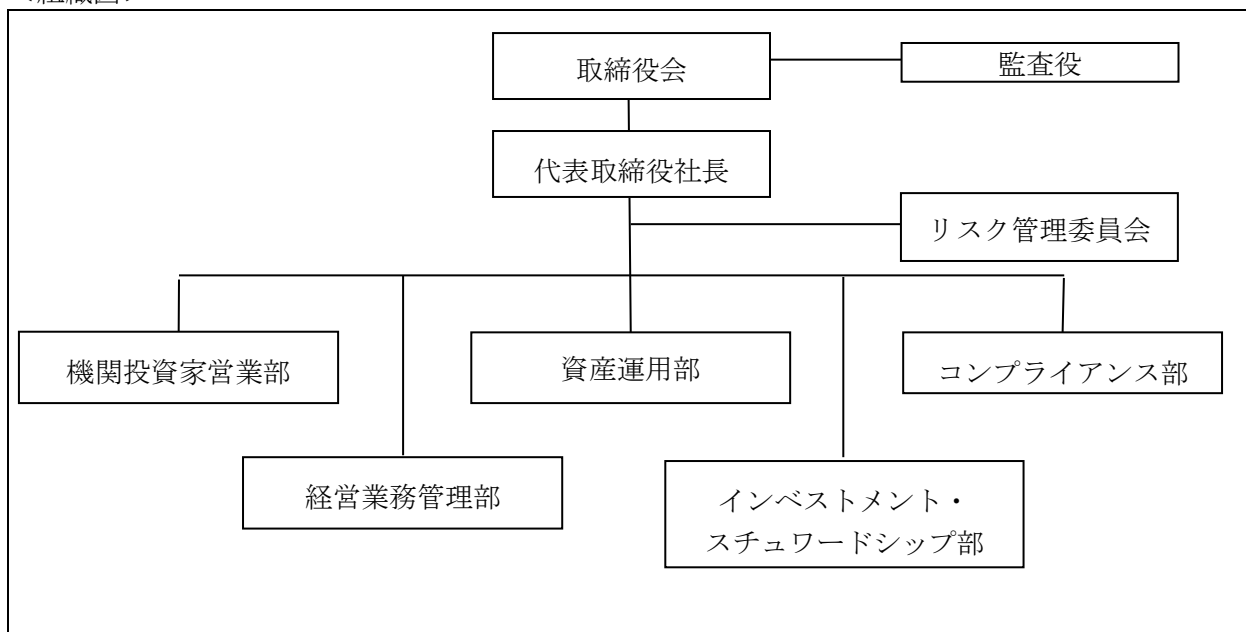 取締役会
監査役
代表取締役社長
リスク管理委員会
機関投資家営業部
資産運用部
コンプライアンス部
経営業務管理部
インベストメント・
スチュワードシップ部